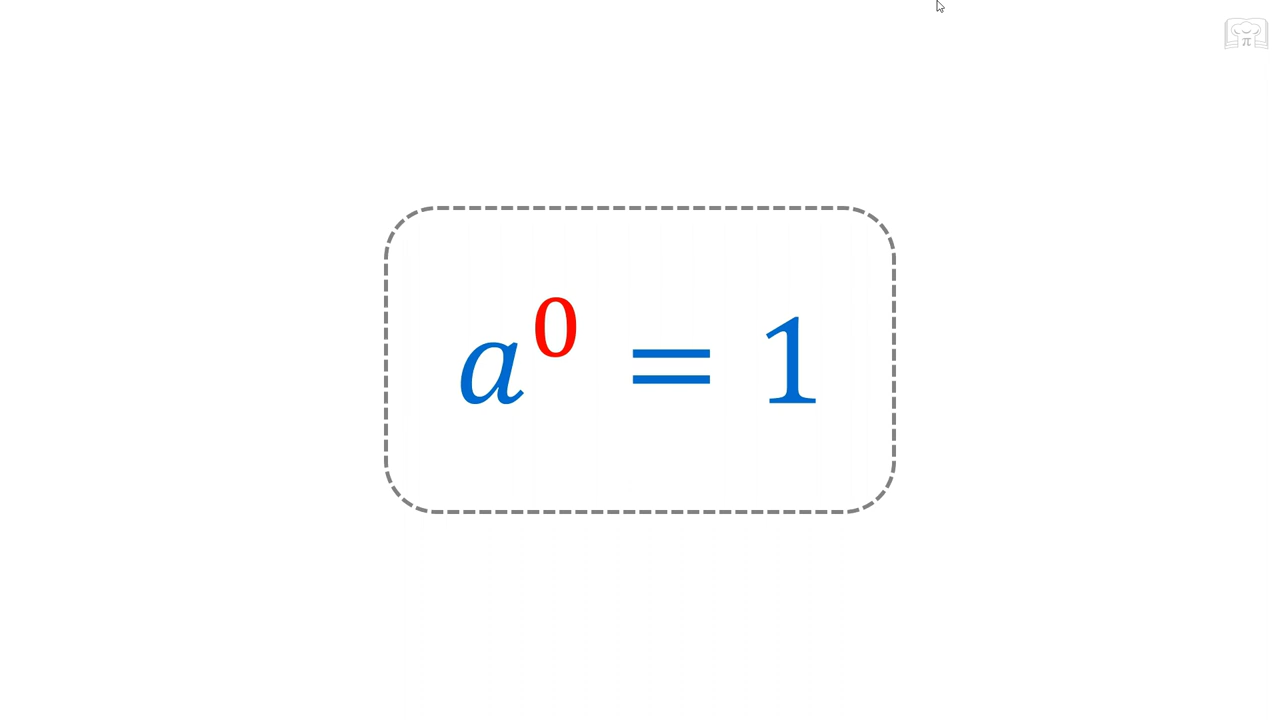 a⁰ = 1
π